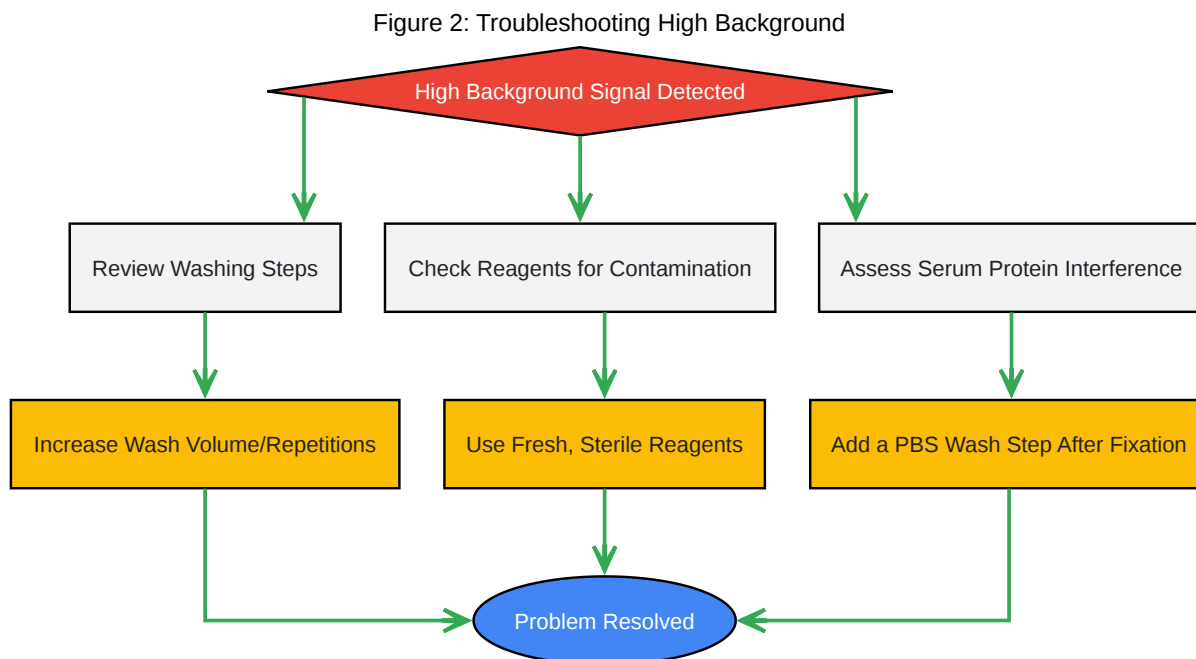 Figure 2: Troubleshooting High Background
High Background Signal Detected
Review Washing Steps
Check Reagents for Contamination
Assess Serum Protein Interference
Increase Wash Volume/Repetitions
Use Fresh, Sterile Reagents
Add a PBS Wash Step After Fixation
Problem Resolved